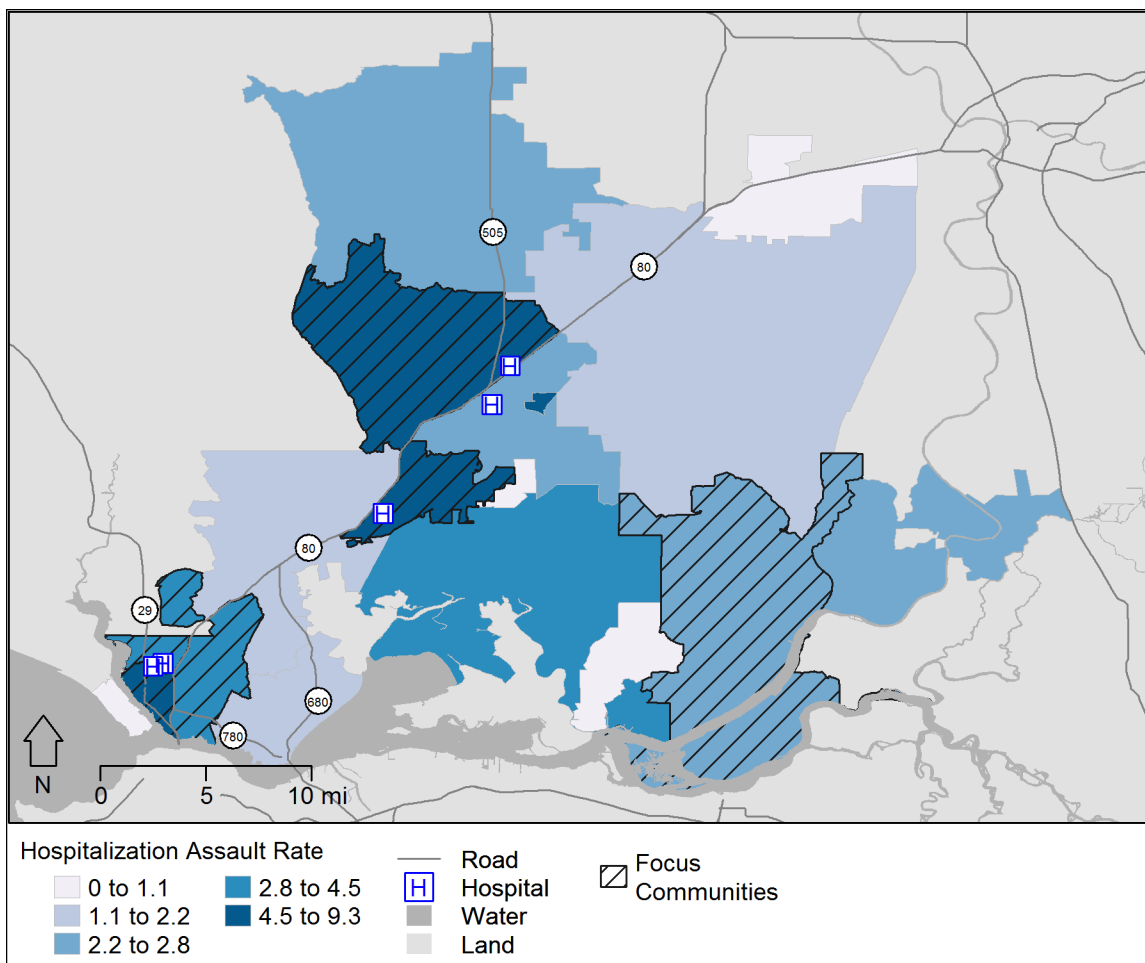 505
80
80
29
680
780
N
0 5 10 mi
Hospitalization Assault Rate
0 to 1.1
1.1 to 2.2
2.2 to 2.8
2.8 to 4.5
4.5 to 9.3
Road
H Hospital
Water
Land
Focus
Communities
H
H
H
H
H